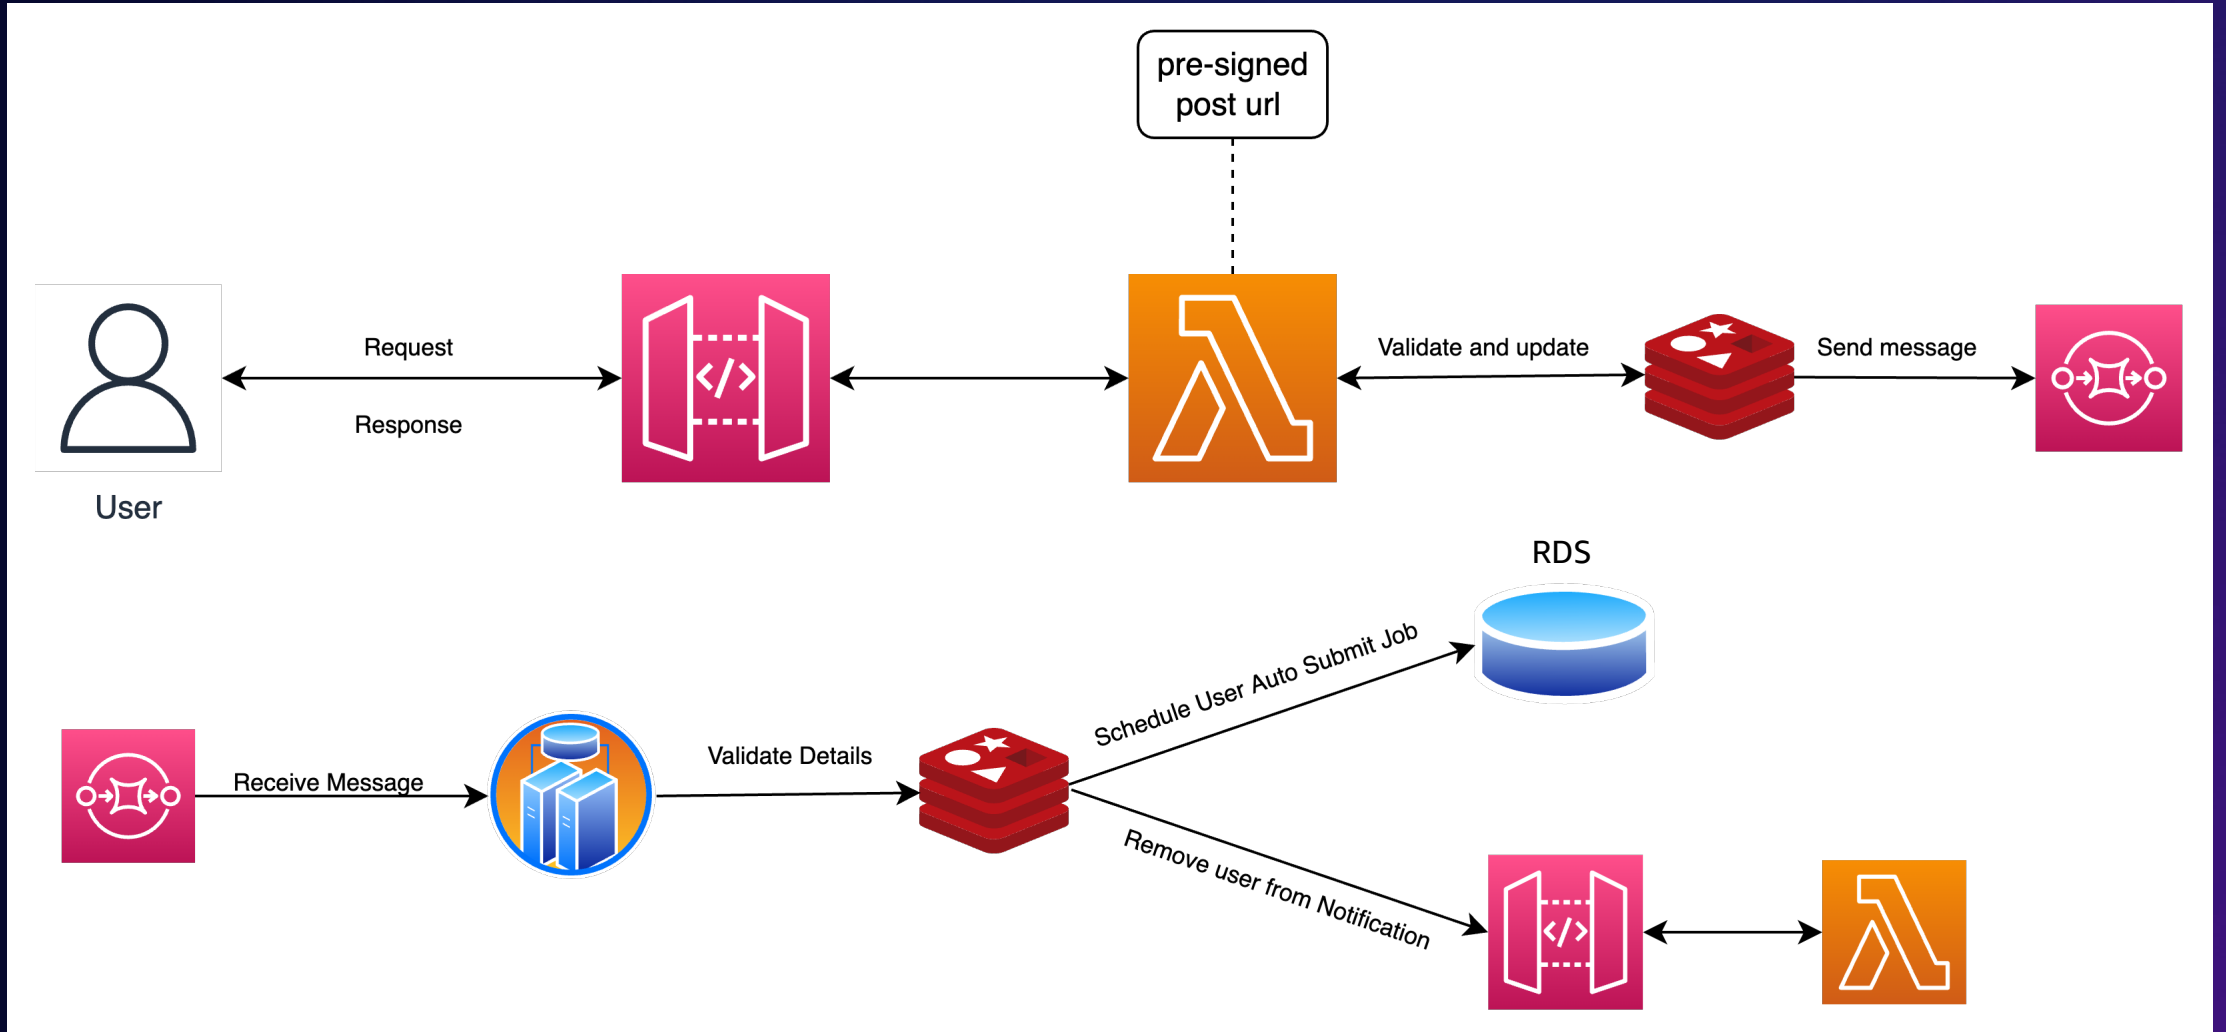 pre-signed
post url
Request
Response
User
Validate and update
Send message
RDS
Schedule User Auto Submit Job
Receive Message
Validate Details
Remove user from Notification